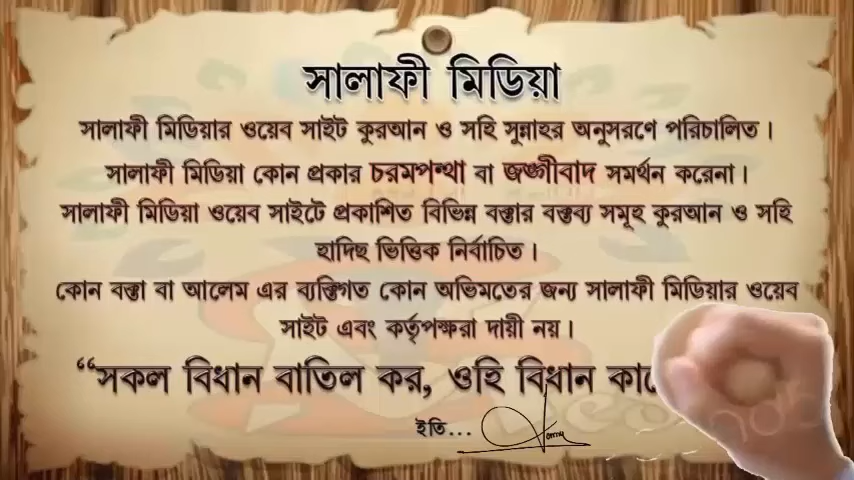 সালাফী মিডিয়া
সালাফী মিডিয়ার ওয়েব সাইট কুরআন ও সহি সুন্নাহর অনুসরণে পরিচালিত।
সালাফী মিডিয়া কোন প্রকার চরমপন্থা বা জঙ্গীবাদ সমর্থন করেনা।
সালাফী মিডিয়া ওয়েব সাইটে প্রকাশিত বিভিন্ন বক্তার বক্তব্য সমূহ কুরআন ও সহি
হাদিছ ভিত্তিক নির্বাচিত।
কোন বক্তা বা আলেম এর ব্যক্তিগত কোন অভিমতের জন্য সালাফী মিডিয়ার ওয়েব
সাইট এবং কর্তৃপক্ষরা দায়ী নয়।
“সকল বিধান বাতিল কর, ওহি বিধান
ইতি...